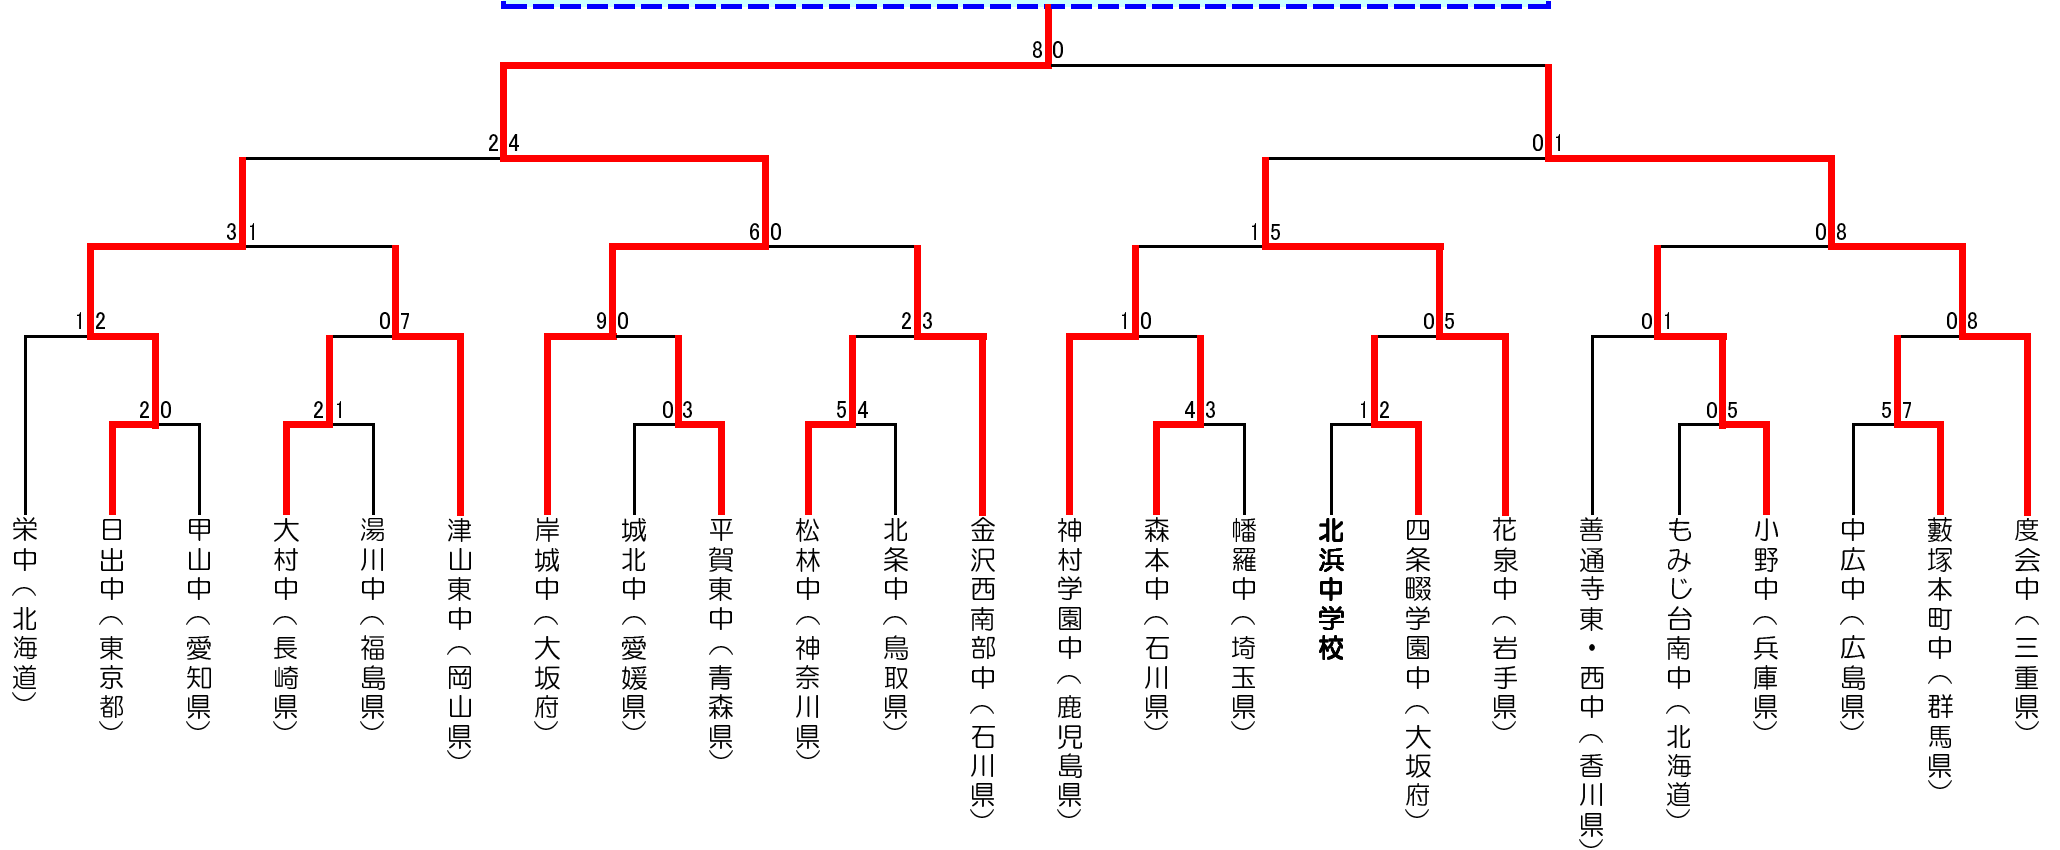 8 0
2 4
0 1
3 1
6 0
1 5
0 8
1 2
0 7
9 0
2 3
1 0
0 5
0 1
0 8
2 0
2 1
0 3
5 4
4 3
1 2
0 5
5 7
栄中（北海道）
日出中（東京都）
甲山中（愛知県）
大村中（長崎県）
湯川中（福島県）
津山東中（岡山県）
岸城中（大坂府）
城北中（愛媛県）
平賀東中（青森県）
松林中（神奈川県）
北条中（鳥取県）
金沢西南部中（石川県）
神村学園中（鹿児島県）
森本中（石川県）
幡羅中（埼玉県）
北浜中学校
四条畷学園中（大坂府）
花泉中（岩手県）
善通寺東・西中（香川県）
もみじ台南中（北海道）
小野中（兵庫県）
中広中（広島県）
藪塚本町中（群馬県）
度会中（三重県）